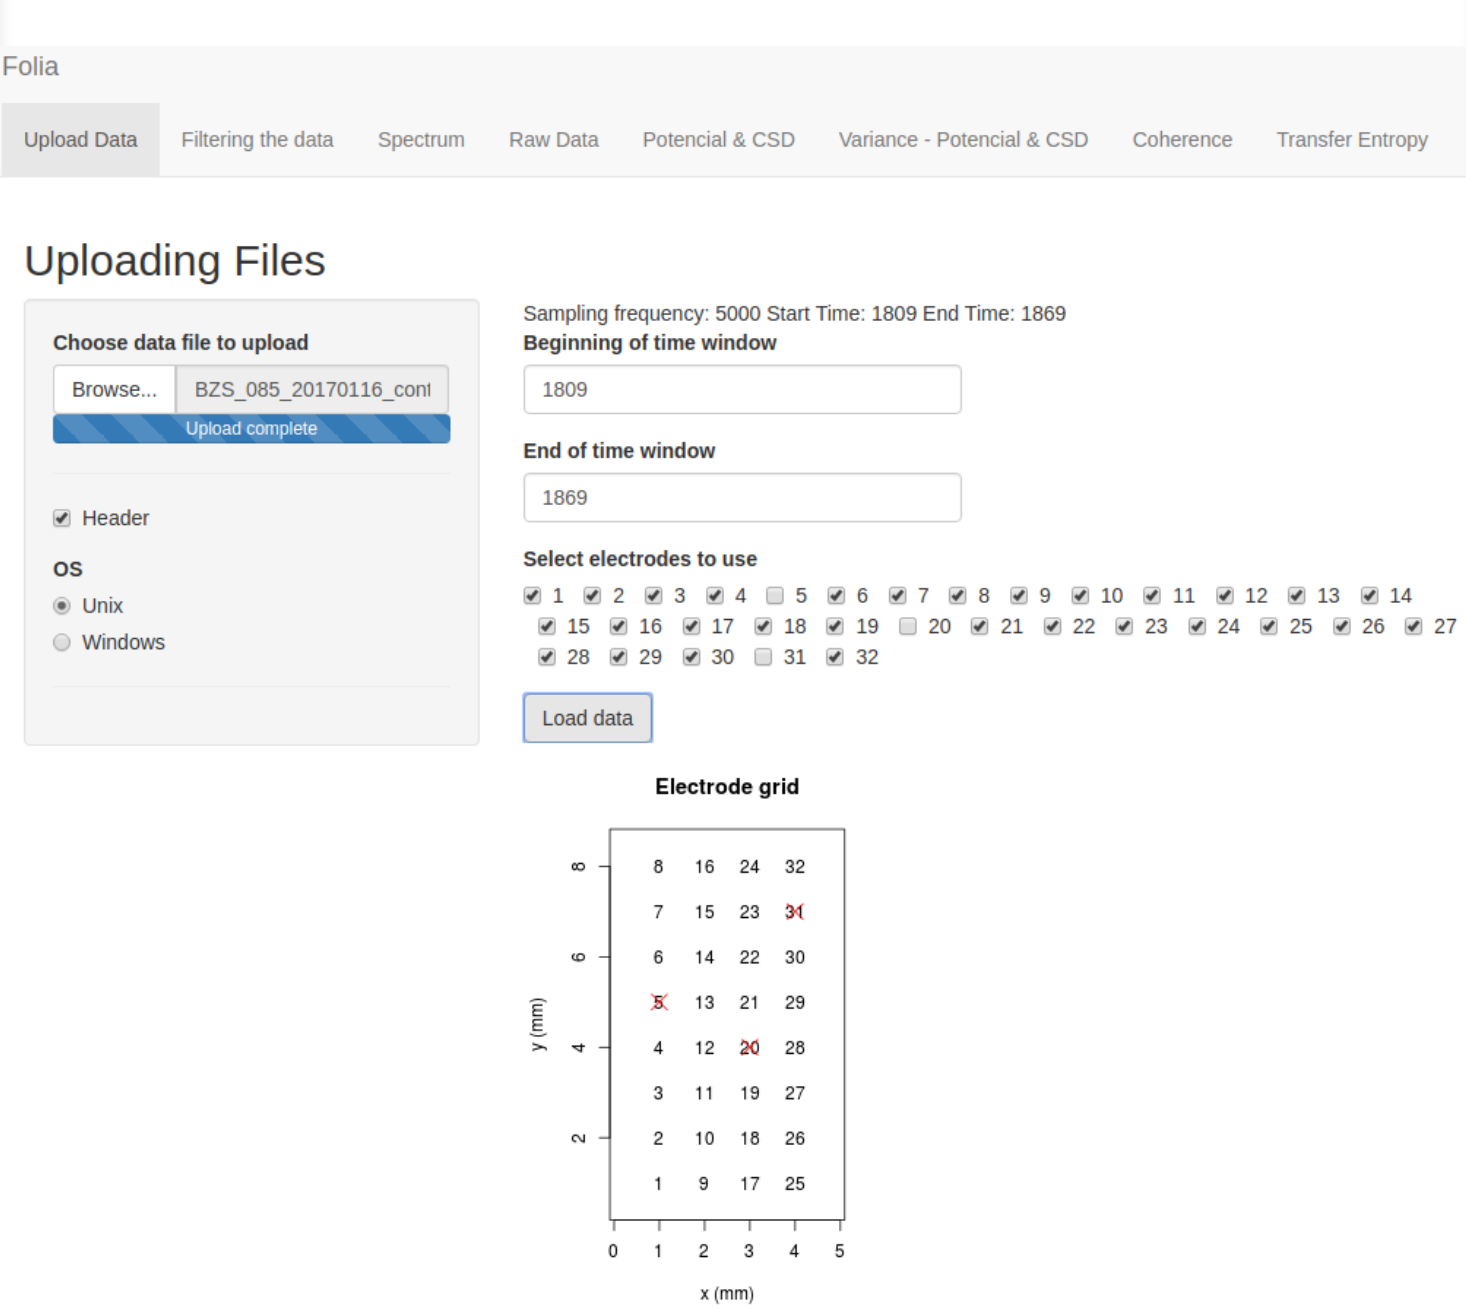 Folia
Upload Data Filtering the data Spectrum Raw Data Potencial & CSD Variance - Potencial & CSD Coherence Transfer Entropy
Uploading Files
Choose data file to upload
Browse... BZS_085_20170116_cont
Upload complete
Header
OS
Unix
Windows
Sampling frequency: 5000 Start Time: 1809 End Time: 1869
Beginning of time window
1809
End of time window
1869
Select electrodes to use
1 2 3 4 5 6 7 8 9 10 11 12 13 14
15 16 17 18 19 20 21 22 23 24 25 26 27
28 29 30 31 32
Load data
Electrode grid
8 8 16 24 32
7 15 23 31
6 6 14 22 30
5 13 21 29
4 4 12 20 28
3 11 19 27
2 2 10 18 26
1 9 17 25
y (mm)
0 1 2 3 4 5
x (mm)